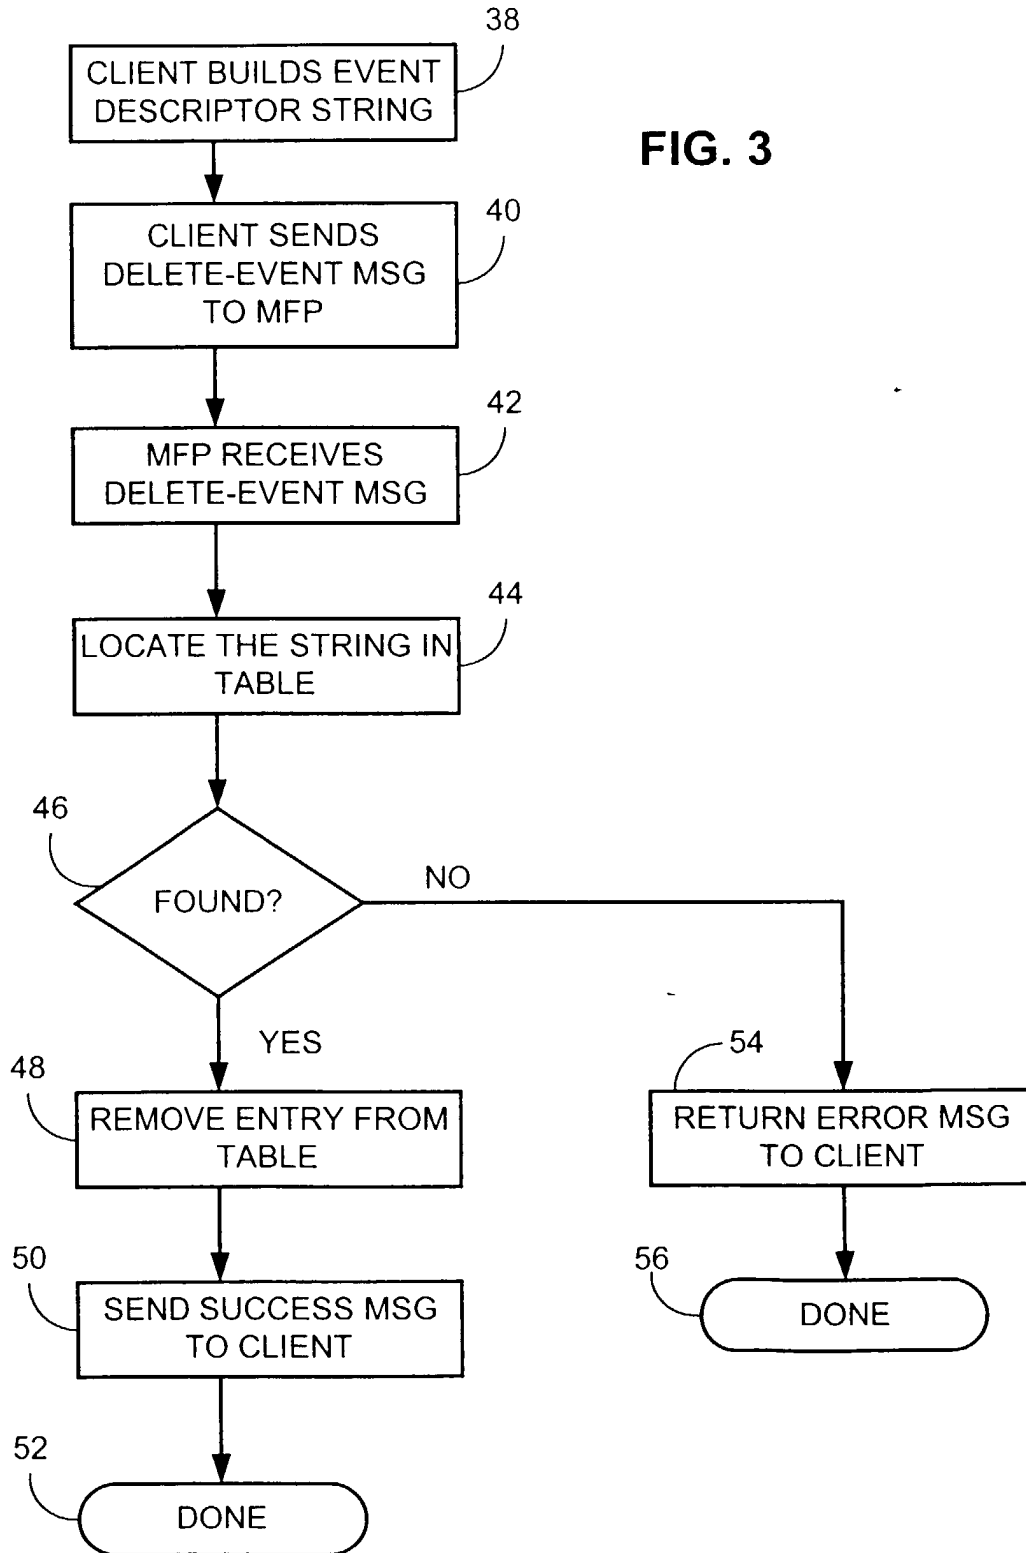 38
CLIENT BUILDS EVENT
DESCRIPTOR STRING
FIG. 3
40
CLIENT SENDS
DELETE-EVENT MSG
TO MFP
42
MFP RECEIVES
DELETE-EVENT MSG
44
LOCATE THE STRING IN
TABLE
46
FOUND?
NO
YES
48
REMOVE ENTRY FROM
TABLE
54
RETURN ERROR MSG
TO CLIENT
50
SEND SUCCESS MSG
TO CLIENT
56
DONE
52
DONE